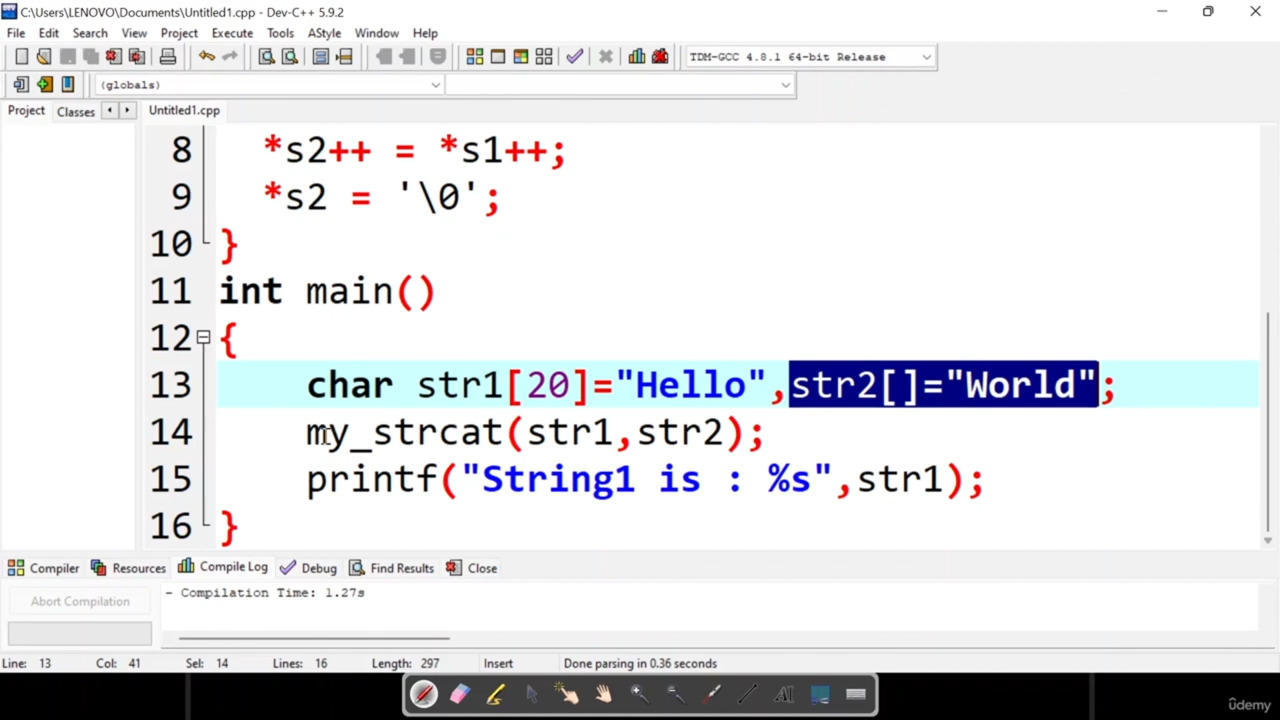 C:\Users\LENOVO\Documents\Untitled1.cpp - Dev-C++ 5.9.2
File Edit Search View Project Execute Tools AStyle Window Help
TDM-GCC 4.8.1 64-bit Release
(globals)
Project Classes Untitled1.cpp
8 *s2++ = *s1++;
9 *s2 = '\0';
10 }
11 int main()
12 {
13 char str1[20]="Hello",str2[]="World";
14 my_strcat(str1,str2);
15 printf("String1 is : %s",str1);
16 }
Compiler Resources Compile Log Debug Find Results Close
Abort Compilation
- Compilation Time: 1.27s
Line: 13 Col: 41 Sel: 14 Lines: 16 Length: 297 Insert Done parsing in 0.36 seconds
AI
ûdemy